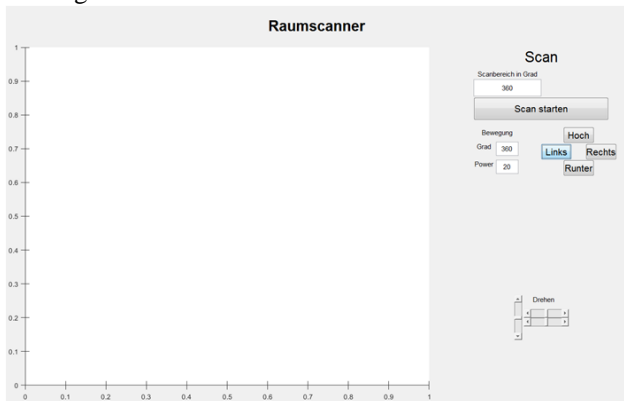 Raumscanner
Scan
Scanbereich in Grad
360
Scan starten
Bewegung
Hoch
Grad 360
Links Rechts
Power 20
Runter
Drehen
1
0.9
0.8
0.7
0.6
0.5
0.4
0.3
0.2
0.1
0
0 0.1 0.2 0.3 0.4 0.5 0.6 0.7 0.8 0.9 1